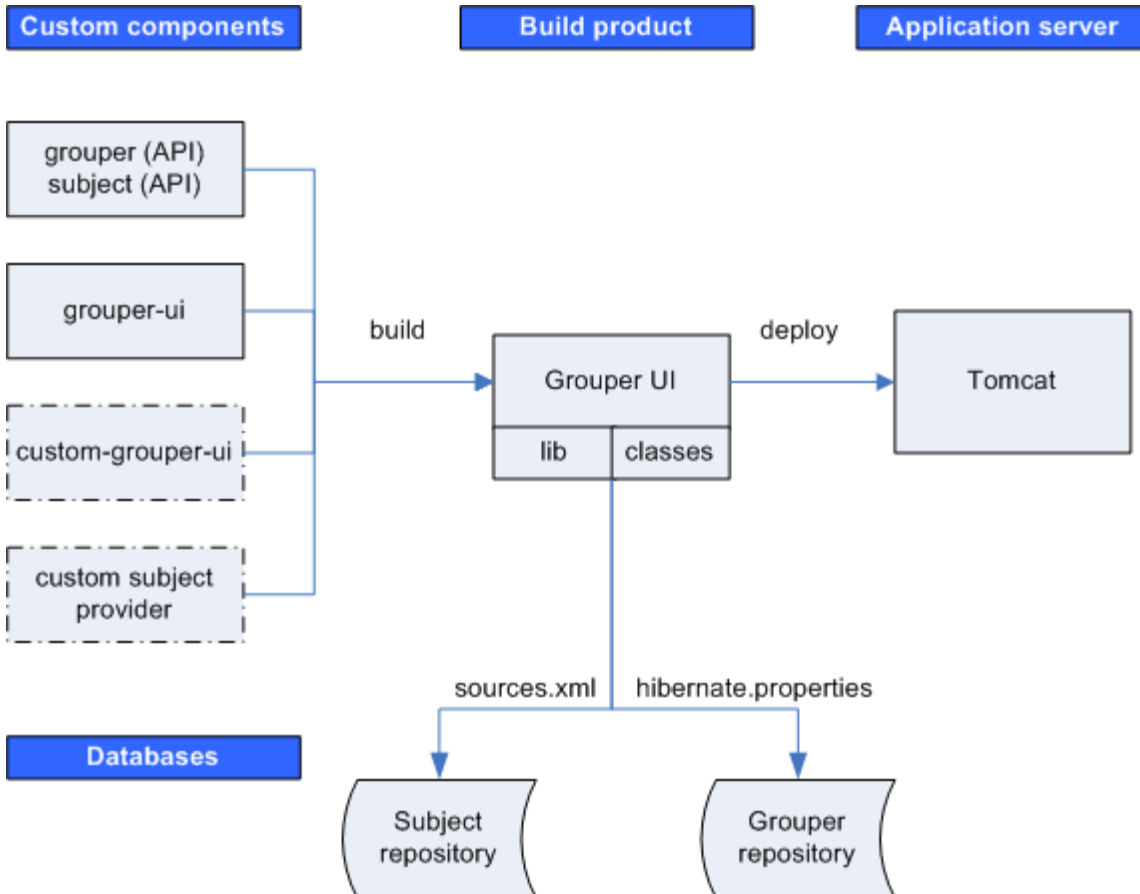 Custom components
Build product
Application server
grouper (API)
subject (API)
grouper-ui
build
deploy
Grouper UI
Tomcat
custom-grouper-ui
lib
classes
custom subject
provider
sources.xml
hibernate.properties
Databases
Subject
repository
Grouper
repository